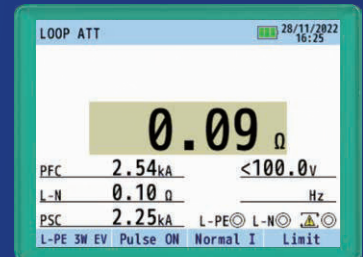 LOOP ATT 28/11/2022
16:25
0.09 Ω
PFC 2.54kA <100.0V
L-N 0.10 Ω Hz
PSC 2.25kA L-PE L-N
L-PE 3W EV Pulse ON Normal I Limit